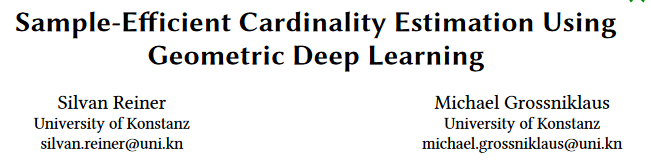 Sample-Efficient Cardinality Estimation Using
Geometric Deep Learning
Silvan Reiner
University of Konstanz
silvan.reiner@uni.kn
Michael Grossniklaus
University of Konstanz
michael.grossniklaus@uni.kn